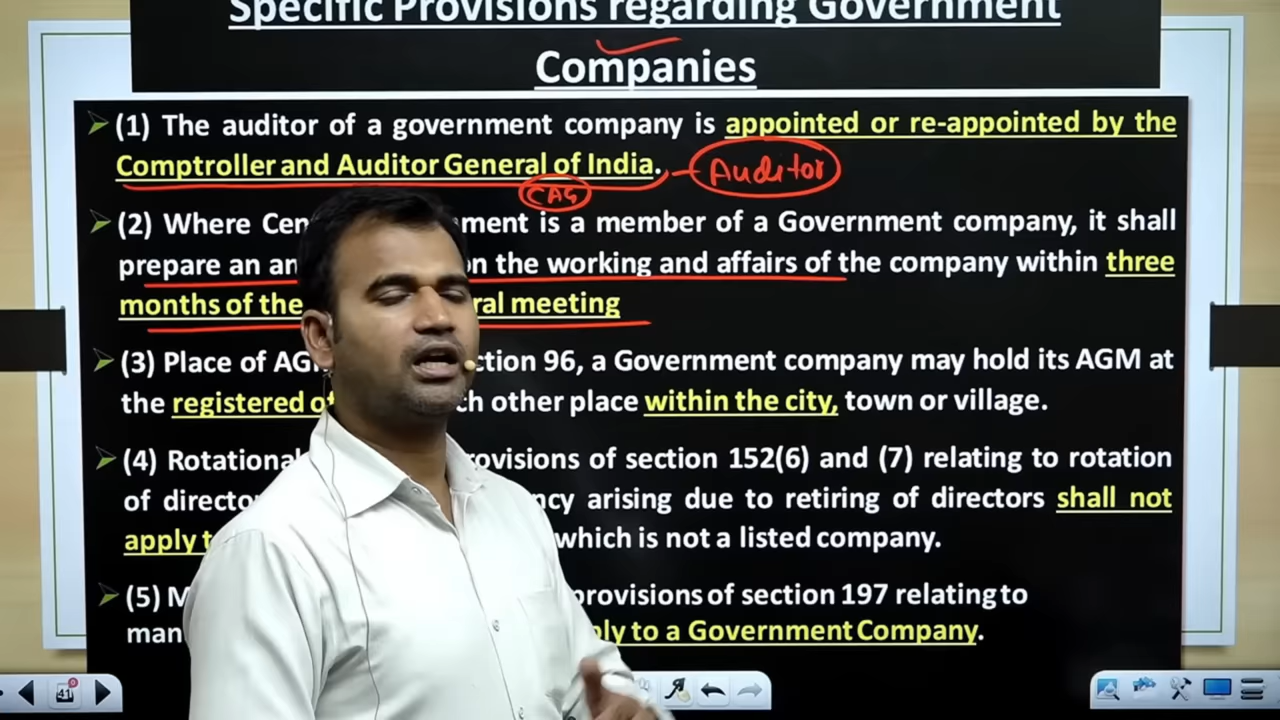 Specific Provisions regarding Government
Companies
(1) The auditor of a government company is appointed or re-appointed by the
Comptroller and Auditor General of India. Auditor
CAG
(2) Where ment is a member of a Government company, it shall
prepare an on the working and affairs of the company within three
months of the meeting
(3) Place of ction 96, a Government company may hold its AGM at
the registered ch other place within the city, town or village.
(4) Rotational rovisions of section 152(6) and (7) relating to rotation
of ncy arising due to retiring of directors shall not
apply which is not a listed company.
(5) provisions of section 197 relating to
ply to a Government Company.
41